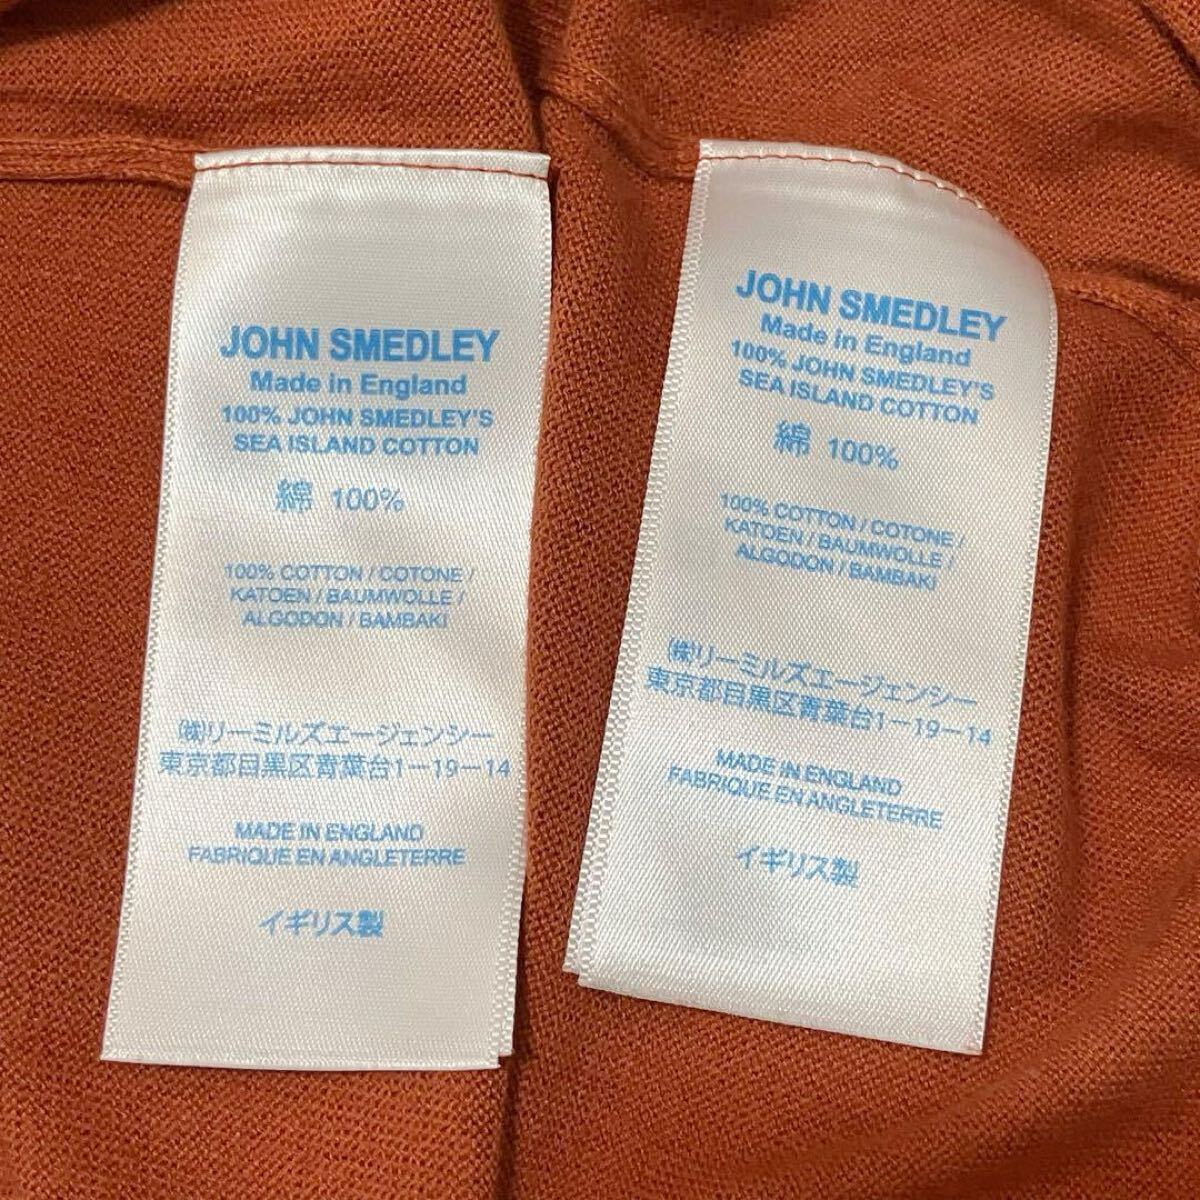 JOHN SMEDLEY
Made in England
100% JOHN SMEDLEY'S
SEA ISLAND COTTON
綿 100%
100% COTTON / COTONE /
KATOEN / BAUMWOLLE /
ALGODON / BAMBAKI
㈱リーミルズエージェンシー
東京都目黒区青葉台1-19-14
MADE IN ENGLAND
FABRIQUE EN ANGLETERRE
イギリス製
JOHN SMEDLEY
Made in England
100% JOHN SMEDLEY'S
SEA ISLAND COTTON
綿 100%
100% COTTON / COTONE /
KATOEN / BAUMWOLLE /
ALGODON / BAMBAKI
㈱リーミルズエージェンシー
東京都目黒区青葉台1-19-14
MADE IN ENGLAND
FABRIQUE EN ANGLETERRE
イギリス製